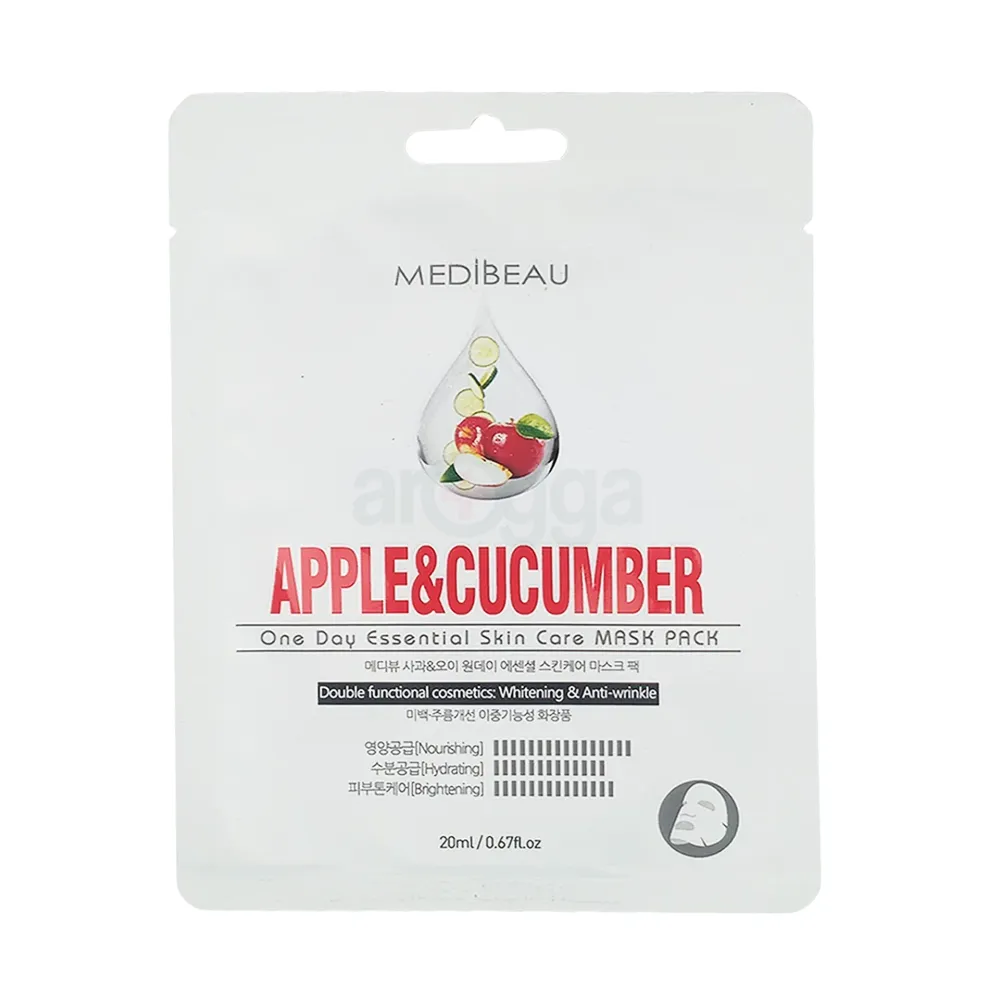 MEDIBEAU
arogga
APPLE&CUCUMBER
One Day Essential Skin Care MASK PACK
메디뷰 사과&오이 원데이 에센셜 스킨케어 마스크 팩
Double functional cosmetics: Whitening & Anti-wrinkle
미백·주름개선 이중기능성 화장품
영양공급[Nourishing]
수분공급[Hydrating]
피부톤케어[Brightening]
20ml / 0.67fl.oz